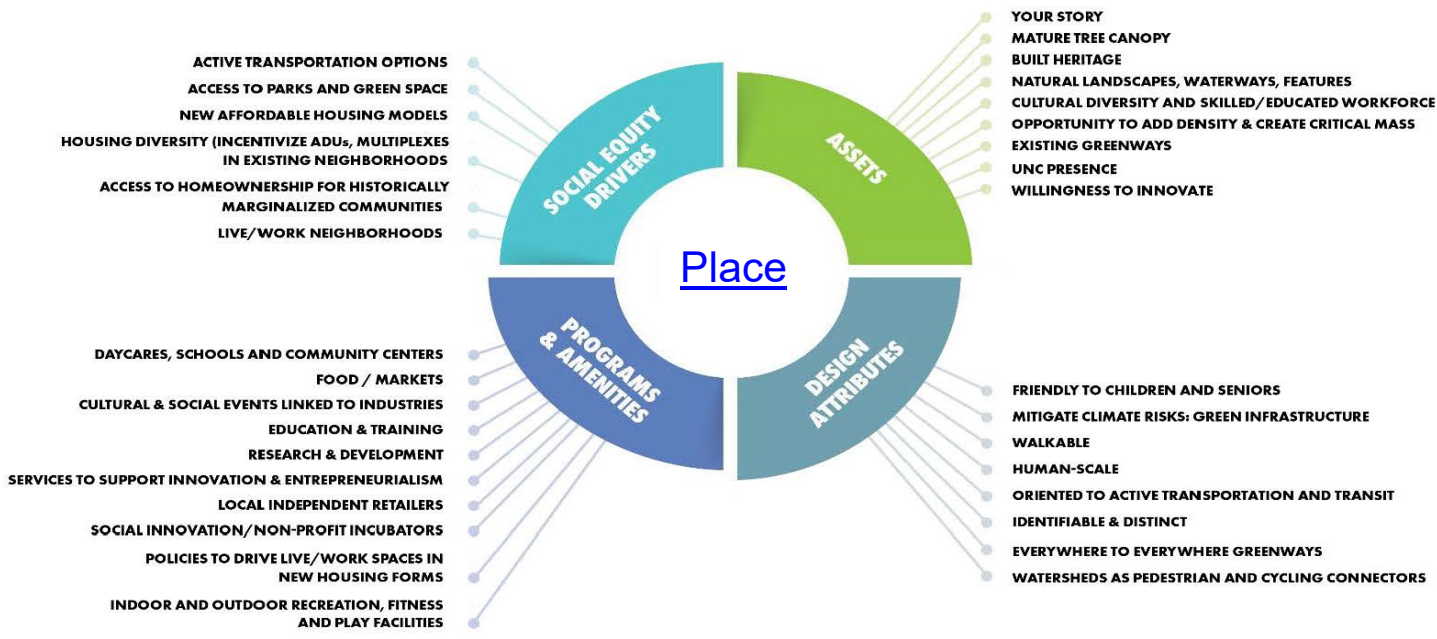 ACTIVE TRANSPORTATION OPTIONS
ACCESS TO PARKS AND GREEN SPACE
NEW AFFORDABLE HOUSING MODELS
HOUSING DIVERSITY (INCENTIVIZE ADUs, MULTIPLEXES
IN EXISTING NEIGHBORHOODS
ACCESS TO HOMEOWNERSHIP FOR HISTORICALLY
MARGINALIZED COMMUNITIES
LIVE/WORK NEIGHBORHOODS
SOCIAL EQUITY
DRIVERS
ASSETS
YOUR STORY
MATURE TREE CANOPY
BUILT HERITAGE
NATURAL LANDSCAPES, WATERWAYS, FEATURES
CULTURAL DIVERSITY AND SKILLED/EDUCATED WORKFORCE
OPPORTUNITY TO ADD DENSITY & CREATE CRITICAL MASS
EXISTING GREENWAYS
UNC PRESENCE
WILLINGNESS TO INNOVATE
Place
DAYCARES, SCHOOLS AND COMMUNITY CENTERS
FOOD / MARKETS
CULTURAL & SOCIAL EVENTS LINKED TO INDUSTRIES
EDUCATION & TRAINING
RESEARCH & DEVELOPMENT
SERVICES TO SUPPORT INNOVATION & ENTREPRENEURIALISM
LOCAL INDEPENDENT RETAILERS
SOCIAL INNOVATION/NON-PROFIT INCUBATORS
POLICIES TO DRIVE LIVE/WORK SPACES IN
NEW HOUSING FORMS
INDOOR AND OUTDOOR RECREATION, FITNESS
AND PLAY FACILITIES
PROGRAMS
& AMENITIES
DESIGN
ATTRIBUTES
FRIENDLY TO CHILDREN AND SENIORS
MITIGATE CLIMATE RISKS: GREEN INFRASTRUCTURE
WALKABLE
HUMAN-SCALE
ORIENTED TO ACTIVE TRANSPORTATION AND TRANSIT
IDENTIFIABLE & DISTINCT
EVERYWHERE TO EVERYWHERE GREENWAYS
WATERSHEDS AS PEDESTRIAN AND CYCLING CONNECTORS